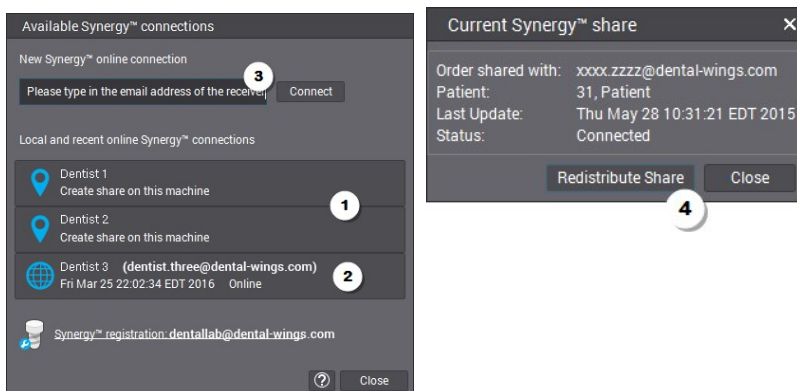 Available Synergy™ connections
New Synergy™ online connection
3
Please type in the email address of the receive
Connect
Local and recent online Synergy™ connections
Dentist 1
Create share on this machine
1
Dentist 2
Create share on this machine
Dentist 3 (dentist.three@dental-wings.com)
Fri Mar 25 22:02:34 EDT 2016 Online
2
Synergy™ registration: dentallab@dental-wings.com
? Close
Current Synergy™ share X
Order shared with: xxxx.zzzz@dental-wings.com
Patient: 31, Patient
Last Update: Thu May 28 10:31:21 EDT 2015
Status: Connected
Redistribute Share Close
4